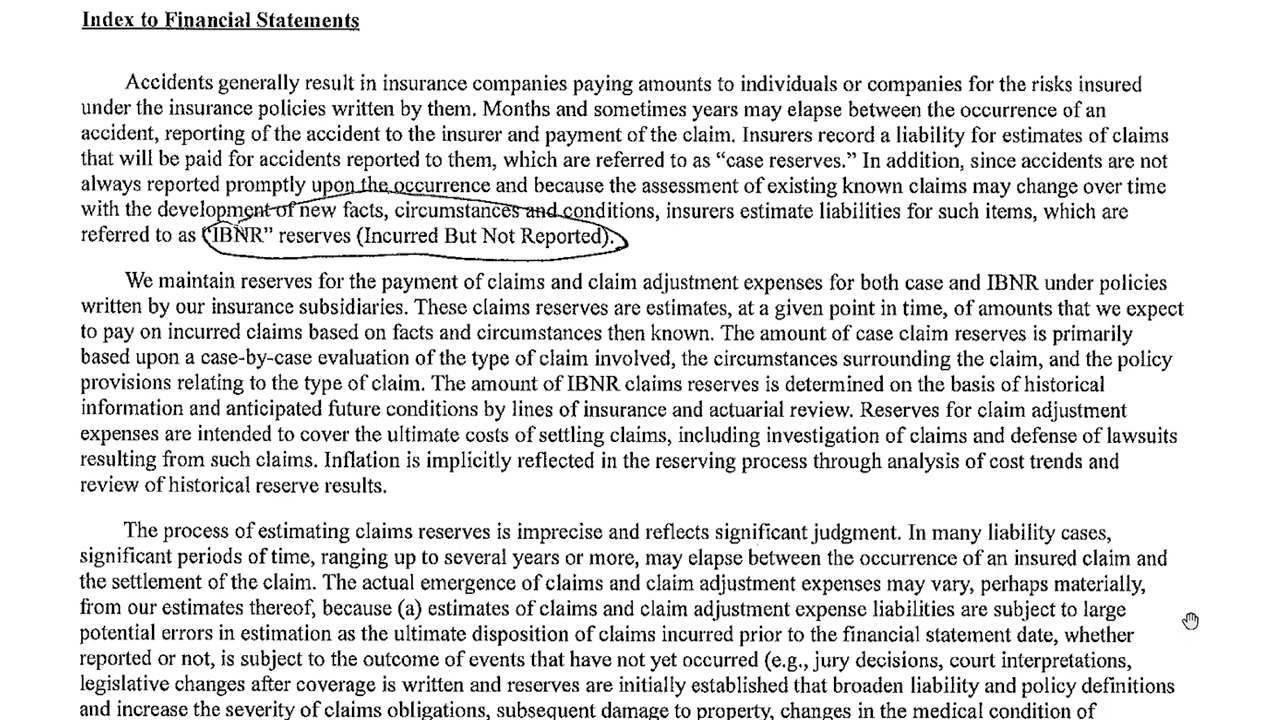 Index to Financial Statements
Accidents generally result in insurance companies paying amounts to individuals or companies for the risks insured
under the insurance policies written by them. Months and sometimes years may elapse between the occurrence of an
accident, reporting of the accident to the insurer and payment of the claim. Insurers record a liability for estimates of claims
that will be paid for accidents reported to them, which are referred to as “case reserves.” In addition, since accidents are not
always reported promptly upon the occurrence and because the assessment of existing known claims may change over time
with the development of new facts, circumstances and conditions, insurers estimate liabilities for such items, which are
referred to as “IBNR” reserves (Incurred But Not Reported).
We maintain reserves for the payment of claims and claim adjustment expenses for both case and IBNR under policies
written by our insurance subsidiaries. These claims reserves are estimates, at a given point in time, of amounts that we expect
to pay on incurred claims based on facts and circumstances then known. The amount of case claim reserves is primarily
based upon a case-by-case evaluation of the type of claim involved, the circumstances surrounding the claim, and the policy
provisions relating to the type of claim. The amount of IBNR claims reserves is determined on the basis of historical
information and anticipated future conditions by lines of insurance and actuarial review. Reserves for claim adjustment
expenses are intended to cover the ultimate costs of settling claims, including investigation of claims and defense of lawsuits
resulting from such claims. Inflation is implicitly reflected in the reserving process through analysis of cost trends and
review of historical reserve results.
The process of estimating claims reserves is imprecise and reflects significant judgment. In many liability cases,
significant periods of time, ranging up to several years or more, may elapse between the occurrence of an insured claim and
the settlement of the claim. The actual emergence of claims and claim adjustment expenses may vary, perhaps materially,
from our estimates thereof, because (a) estimates of claims and claim adjustment expense liabilities are subject to large
potential errors in estimation as the ultimate disposition of claims incurred prior to the financial statement date, whether
reported or not, is subject to the outcome of events that have not yet occurred (e.g., jury decisions, court interpretations,
legislative changes after coverage is written and reserves are initially established that broaden liability and policy definitions
and increase the severity of claims obligations, subsequent damage to property, changes in the medical condition of